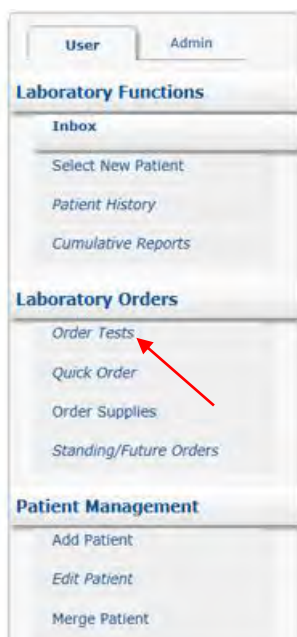 User Admin
Laboratory Functions
Inbox
Select New Patient
Patient History
Cumulative Reports
Laboratory Orders
Order Tests
Quick Order
Order Supplies
Standing/Future Orders
Patient Management
Add Patient
Edit Patient
Merge Patient